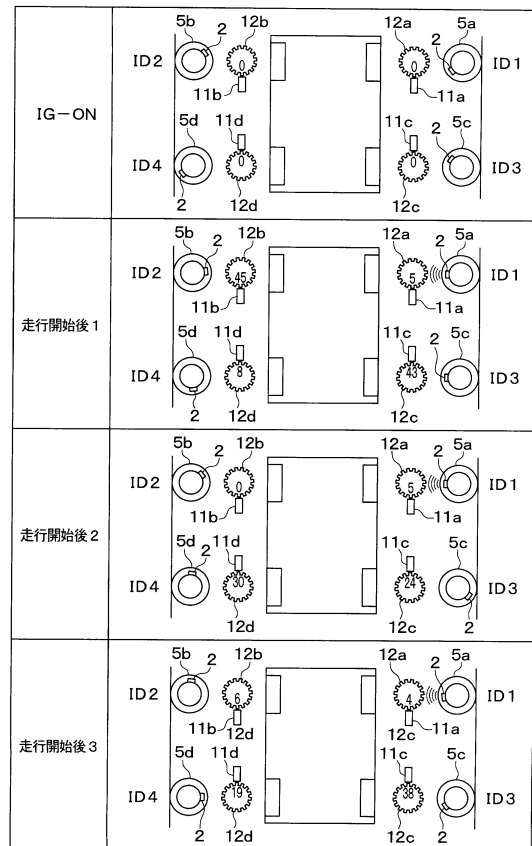 IG-ON
5b 2 12b 12a 5a
ID2 0 0 2 ID1
11b 11a
5d 11d 11c 5c
ID4 0 0 2 ID3
2 12d 12c
走行開始後1
5b 2 12b 12a 2 5a
ID2 45 5 ID1
11b 11a
5d 11d 11c 2 5c
ID4 8 43 ID3
2 12d 12c
走行開始後2
5b 2 12b 12a 2 5a
ID2 0 5 ID1
11b 11a
5d 2 11d 11c 5c
ID4 30 24 ID3
12d 12c 2
走行開始後3
5b 2 12b 12a 2 5a
ID2 6 4 ID1
11b 12d 12c 11a
5d 11d 11c 5c
ID4 19 38 ID3
2 12d 12c 2